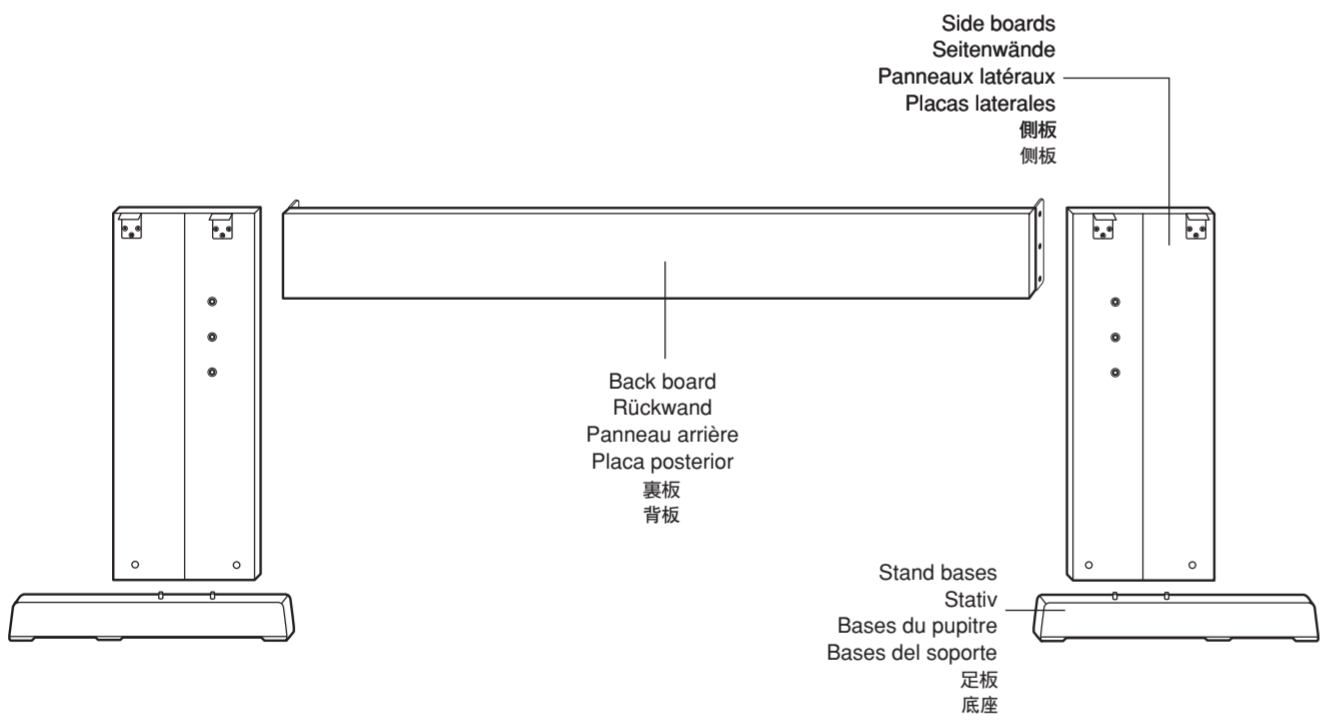 Side boards
Seitenwände
Panneaux latéraux
Placas laterales
側板
侧板
Back board
Rückwand
Panneau arrière
Placa posterior
裏板
背板
Stand bases
Stativ
Bases du pupitre
Bases del soporte
足板
底座